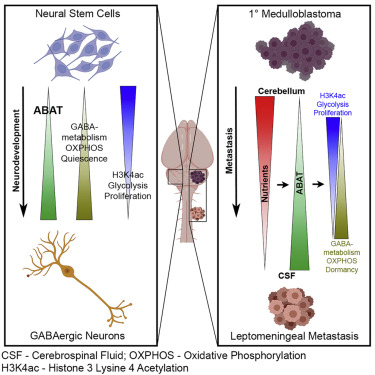 Neural Stem Cells
Neurodevelopment
ABAT
GABA-
metabolism
OXPHOS
Quiescence
H3K4ac
Glycolysis
Proliferation
GABAergic Neurons
1° Medulloblastoma
Cerebellum
Metastasis
Nutrients
ABAT
H3K4ac
Glycolysis
Proliferation
GABA-
metabolism
OXPHOS
Dormancy
CSF
Leptomeningeal Metastasis
CSF - Cerebrospinal Fluid; OXPHOS - Oxidative Phosphorylation
H3K4ac - Histone 3 Lysine 4 Acetylation